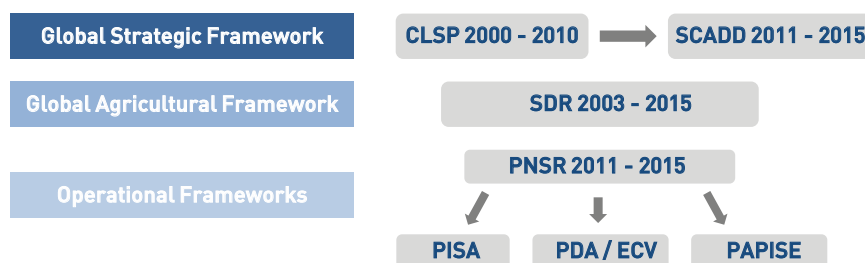 Global Strategic Framework
CLSP 2000 - 2010
SCADD 2011 - 2015
Global Agricultural Framework
SDR 2003 - 2015
Operational Frameworks
PNSR 2011 - 2015
PISA
PDA / ECV
PAPISE